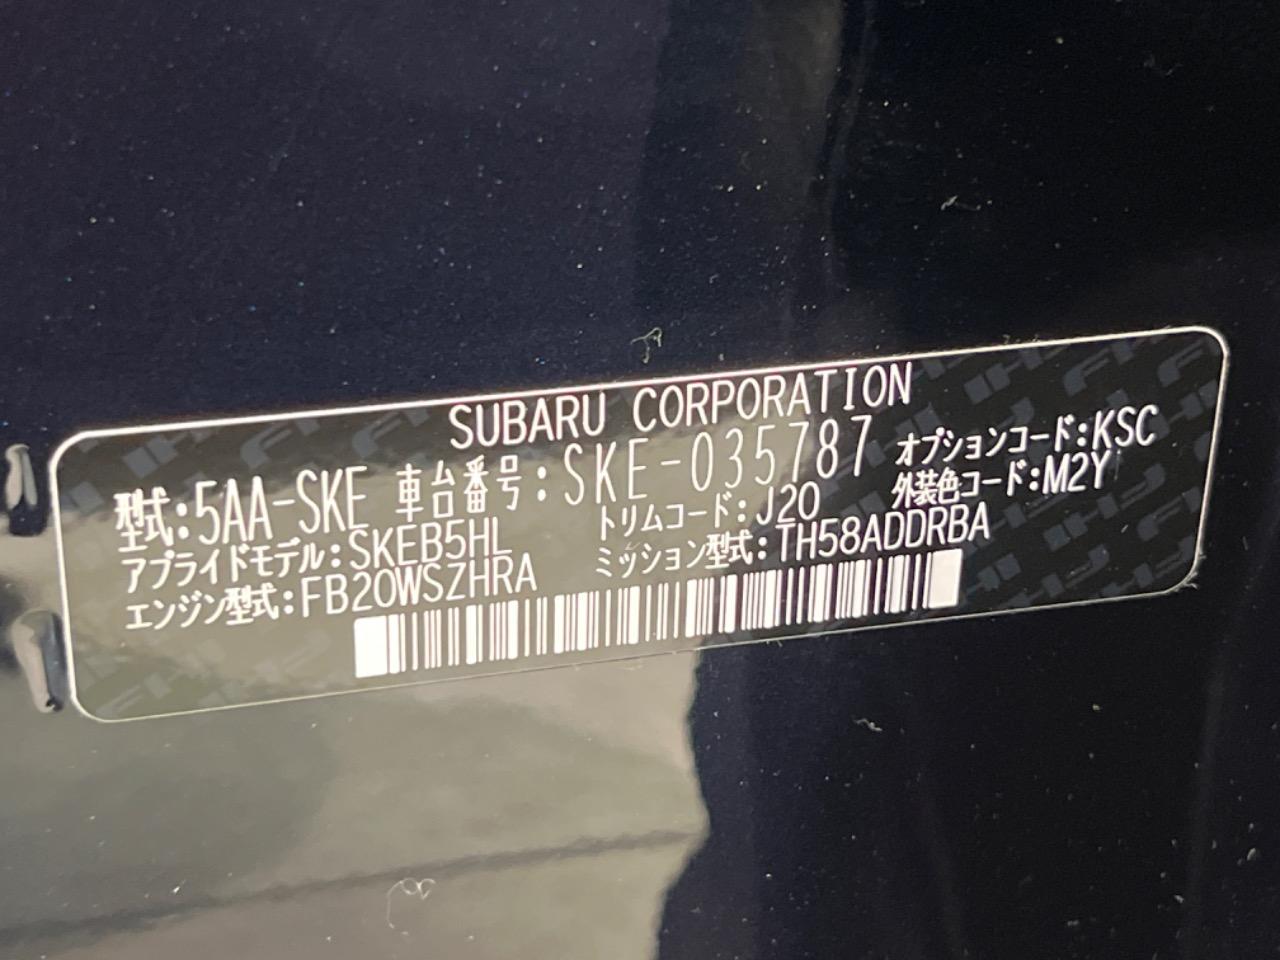 SUBARU CORPORATION
型式:5AA-SKE 車台番号:SKE-035787 オプションコード:KSC
アプライドモデル:SKEB5HL トリムコード:J20 外装色コード:M2Y
エンジン型式:FB20WSZHRA ミッション型式:TH58ADDRBA